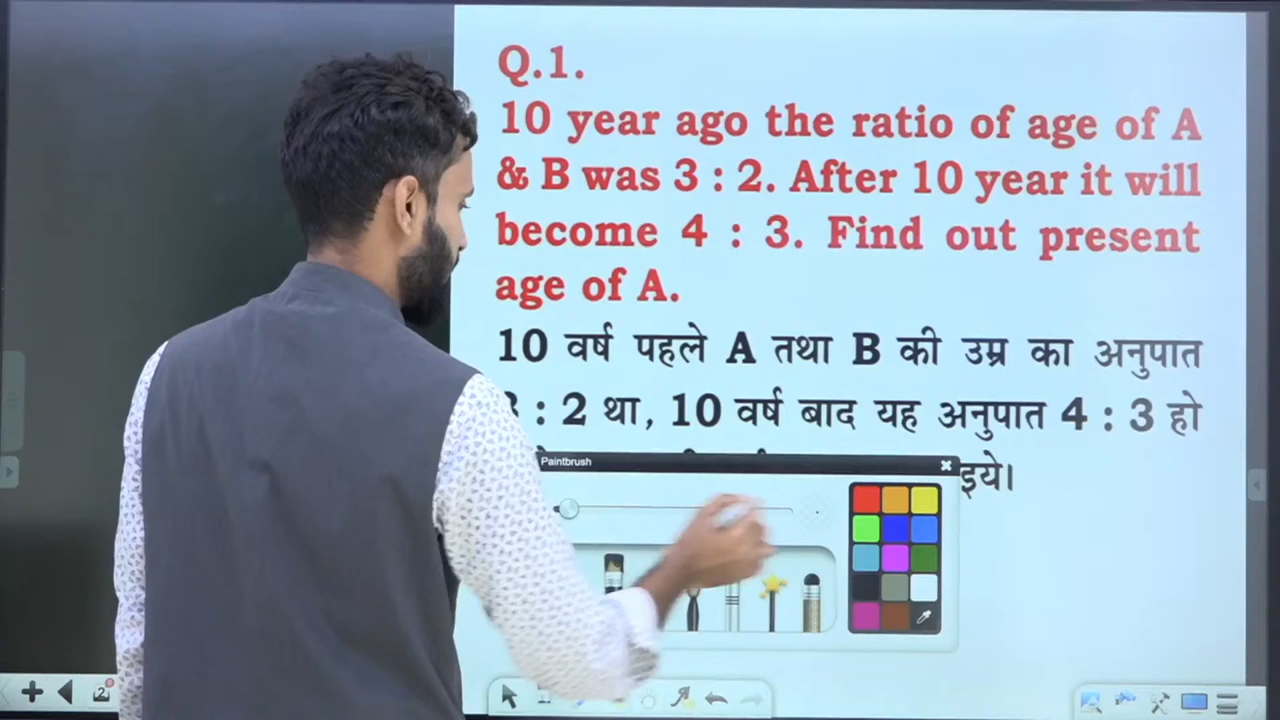 Q.1.
10 year ago the ratio of age of A
& B was 3 : 2. After 10 year it will
become 4 : 3. Find out present
age of A.
10 वर्ष पहले A तथा B की उम्र का अनुपात
: 2 था, 10 वर्ष बाद यह अनुपात 4 : 3 हो
Paintbrush
इये।
2